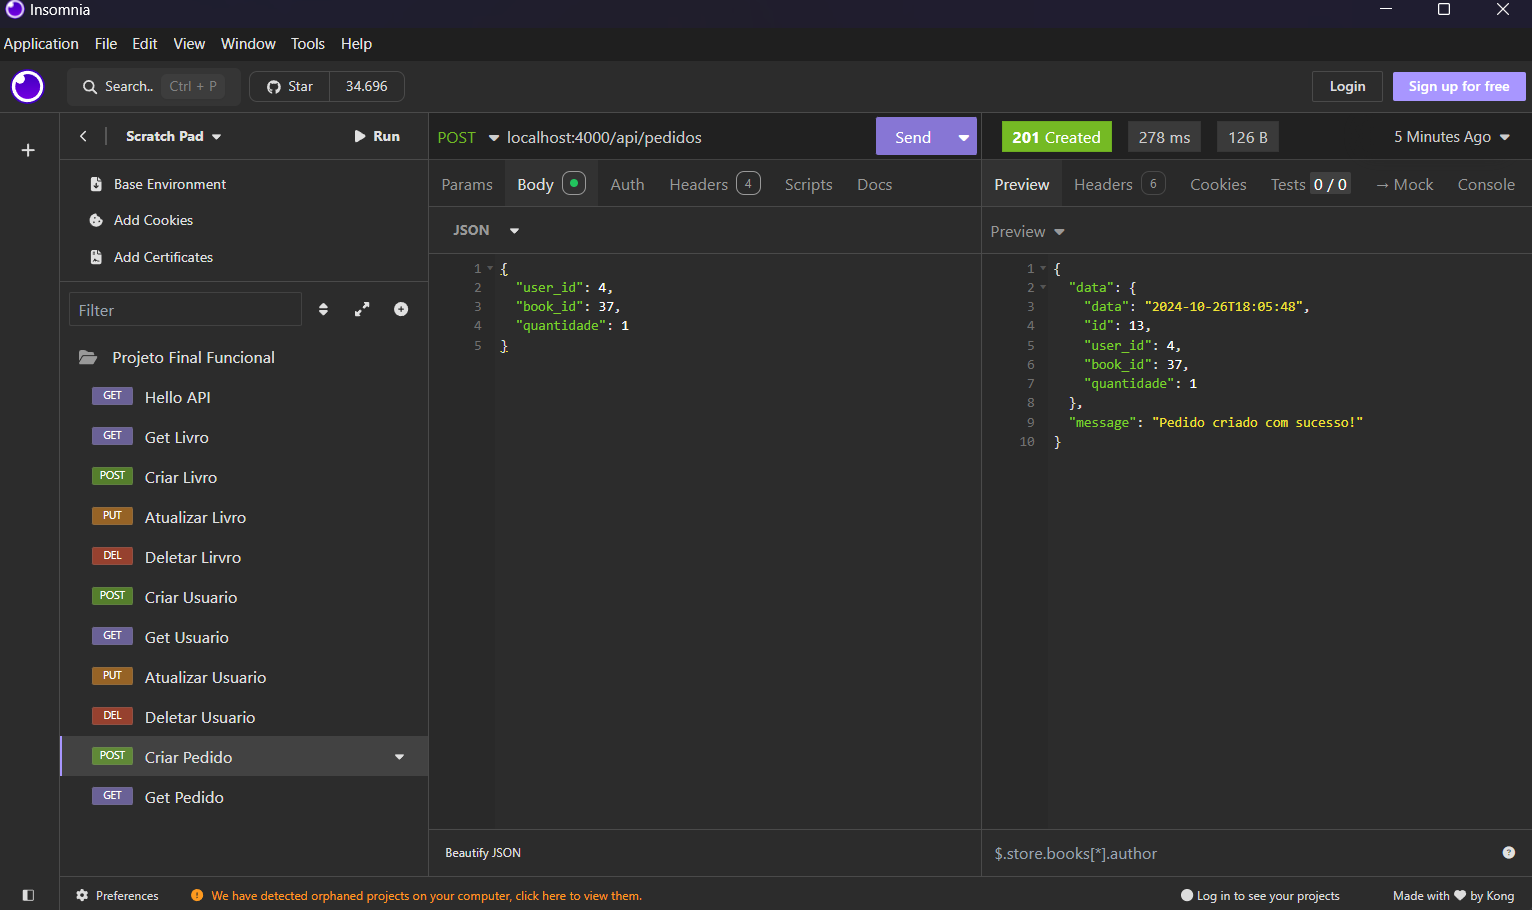 Insomnia
Application File Edit View Window Tools Help
Search.. Ctrl + P Star 34.696 Login Sign up for free
Scratch Pad Run
Base Environment
Add Cookies
Add Certificates
Filter
Projeto Final Funcional
GET Hello API
GET Get Livro
POST Criar Livro
PUT Atualizar Livro
DEL Deletar Lirvro
POST Criar Usuario
GET Get Usuario
PUT Atualizar Usuario
DEL Deletar Usuario
POST Criar Pedido
GET Get Pedido
POST localhost:4000/api/pedidos Send
Params Body Auth Headers 4 Scripts Docs
JSON
1 {
2 "user_id": 4,
3 "book_id": 37,
4 "quantidade": 1
5 }
Beautify JSON
201 Created 278 ms 126 B 5 Minutes Ago
Preview Headers 6 Cookies Tests 0 / 0 → Mock Console
Preview
1 {
2 "data": {
3 "data": "2024-10-26T18:05:48",
4 "id": 13,
5 "user_id": 4,
6 "book_id": 37,
7 "quantidade": 1
8 },
9 "message": "Pedido criado com sucesso!"
10 }
$.store.books[*].author
Preferences We have detected orphaned projects on your computer, click here to view them. Log in to see your projects Made with ♥ by Kong